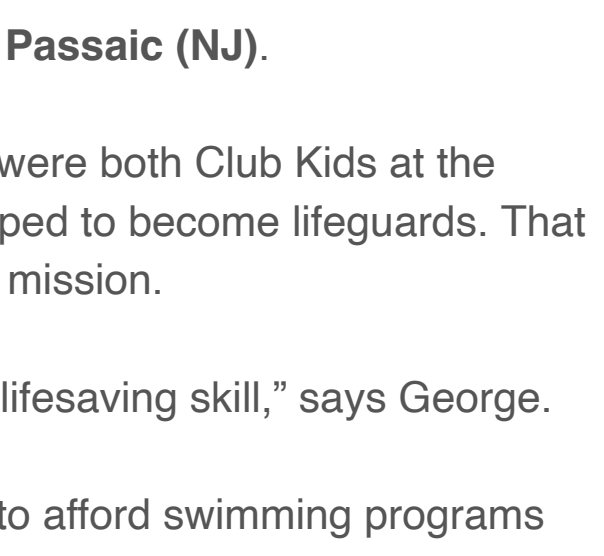 Passaic (NJ).
were both Club Kids at the
ped to become lifeguards. That
mission.
lifesaving skill,” says George.
to afford swimming programs